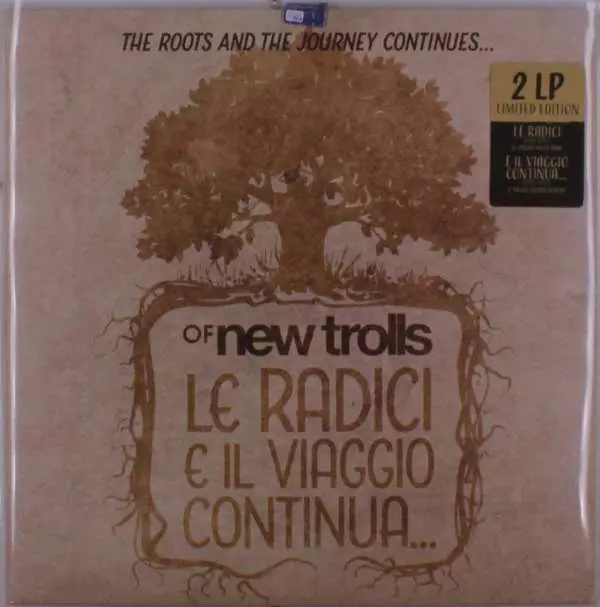 THE ROOTS AND THE JOURNEY CONTINUES...
2 LP
LIMITED EDITION
LE RADICI
E IL VIAGGIO
CONTINUA...
OF new trolls
LE RADICI
E IL VIAGGIO
CONTINUA...